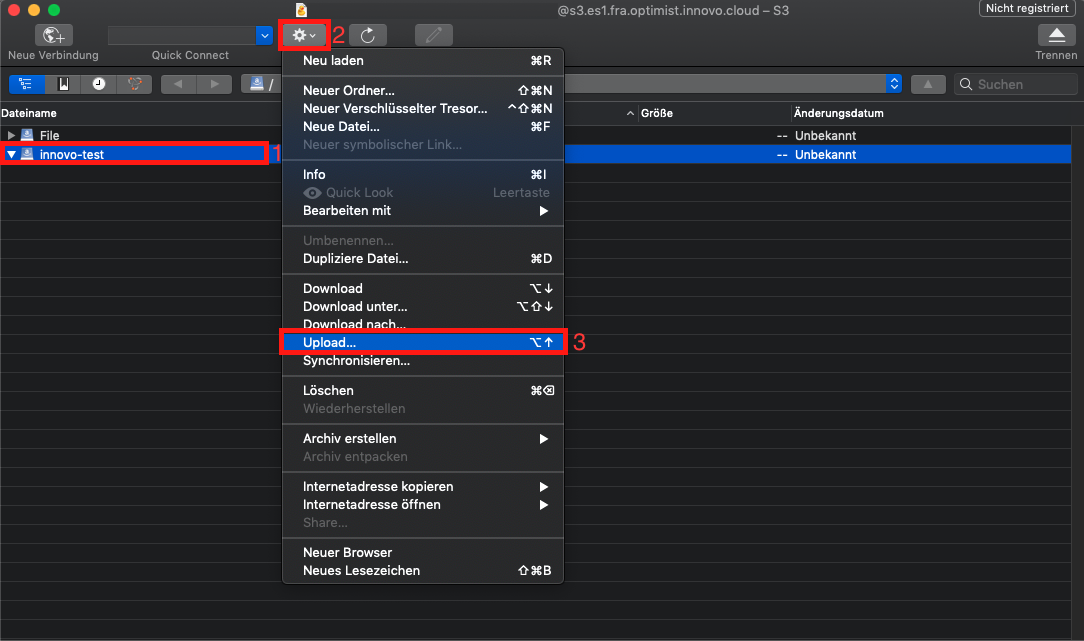 @s3.es1.fra.optimist.innovo.cloud – S3
Nicht registriert
2
Neue Verbindung
Quick Connect
Trennen
/
Suchen
Dateiname
Größe
Änderungsdatum
File
-- Unbekannt
innovo-test
1
-- Unbekannt
Neu laden ⌘R
Neuer Ordner... ⇧⌘N
Neuer Verschlüsselter Tresor... ^⇧⌘N
Neue Datei... ⌘F
Neuer symbolischer Link...
Info ⌘I
Quick Look Leertaste
Bearbeiten mit
Umbenennen...
Dupliziere Datei... ⌘D
Download ⌥↓
Download unter... ⌥⇧↓
Download nach...
Upload... ⌥↑
3
Synchronisieren...
Löschen ⌘⌫
Wiederherstellen
Archiv erstellen
Archiv entpacken
Internetadresse kopieren
Internetadresse öffnen
Share...
Neuer Browser
Neues Lesezeichen ⇧⌘B